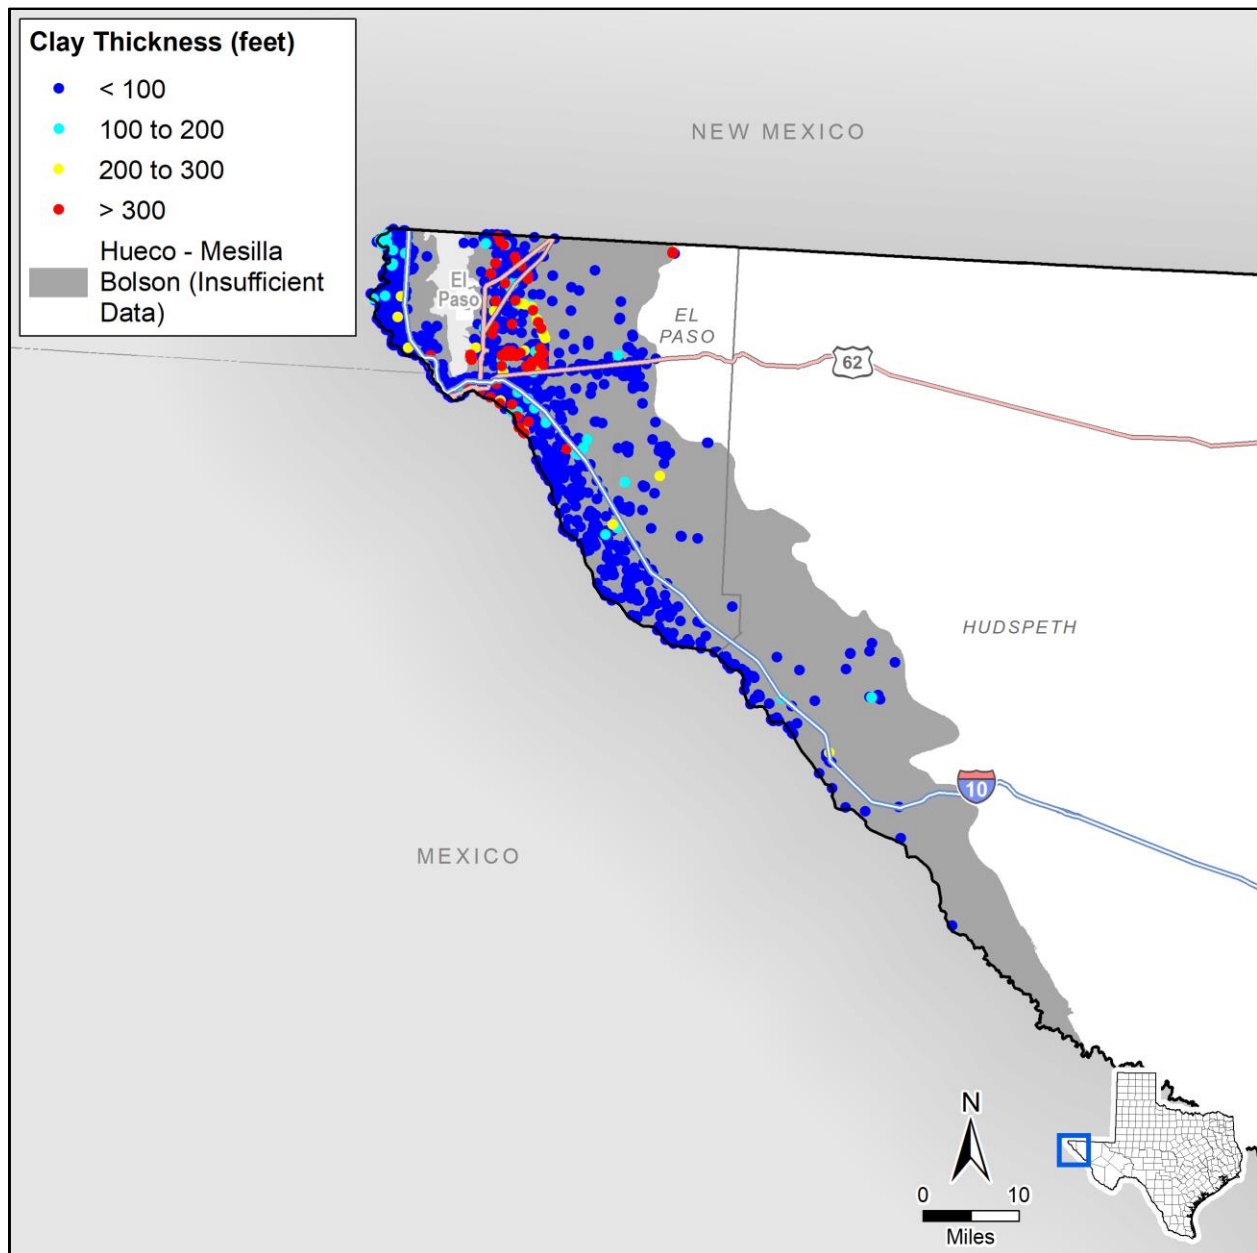 Clay Thickness (feet)
< 100
100 to 200
200 to 300
> 300
Hueco - Mesilla
Bolson (Insufficient
Data)
NEW MEXICO
El
Paso
EL
PASO
62
HUDSPETH
10
MEXICO
N
0 10
Miles